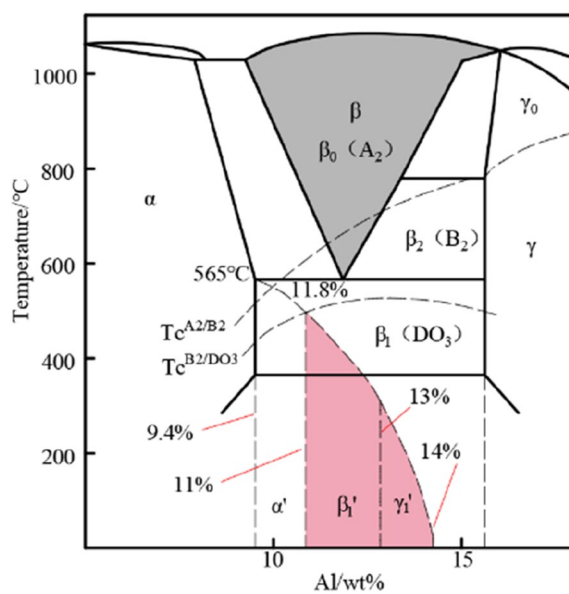 1000
800
600
400
200
Temperature/°C
β
β₀（A₂）
γ₀
α
β₂（B₂）
γ
565℃
11.8%
Tc^A2/B2
Tc^B2/DO3
β₁（DO₃）
9.4%
11%
13%
14%
α'
β₁'
γ₁'
10
15
Al/wt%